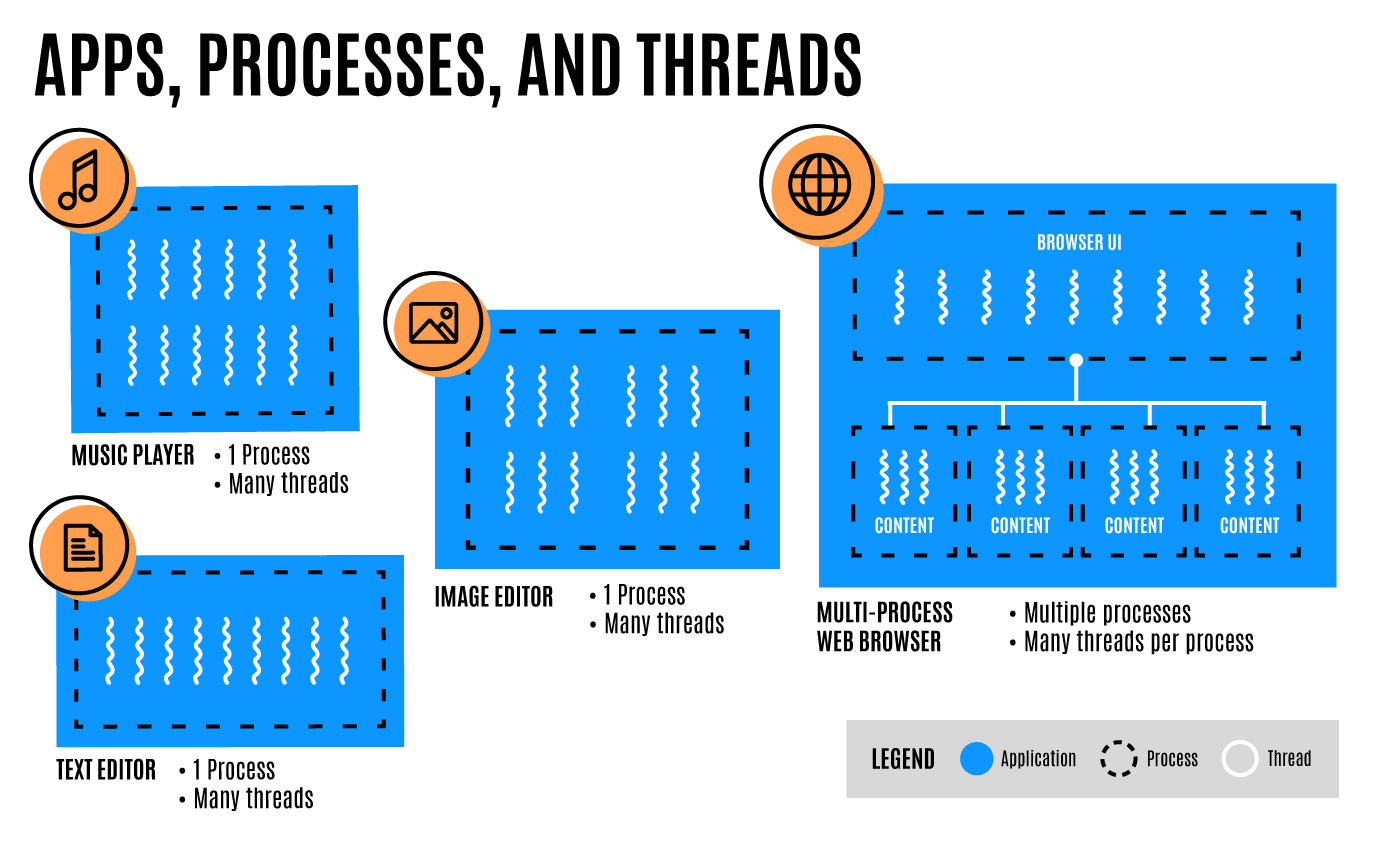 APPS, PROCESSES, AND THREADS
MUSIC PLAYER
• 1 Process
• Many threads
TEXT EDITOR
• 1 Process
• Many threads
IMAGE EDITOR
• 1 Process
• Many threads
BROWSER UI
CONTENT
CONTENT
CONTENT
CONTENT
MULTI-PROCESS
WEB BROWSER
• Multiple processes
• Many threads per process
LEGEND
Application
Process
Thread